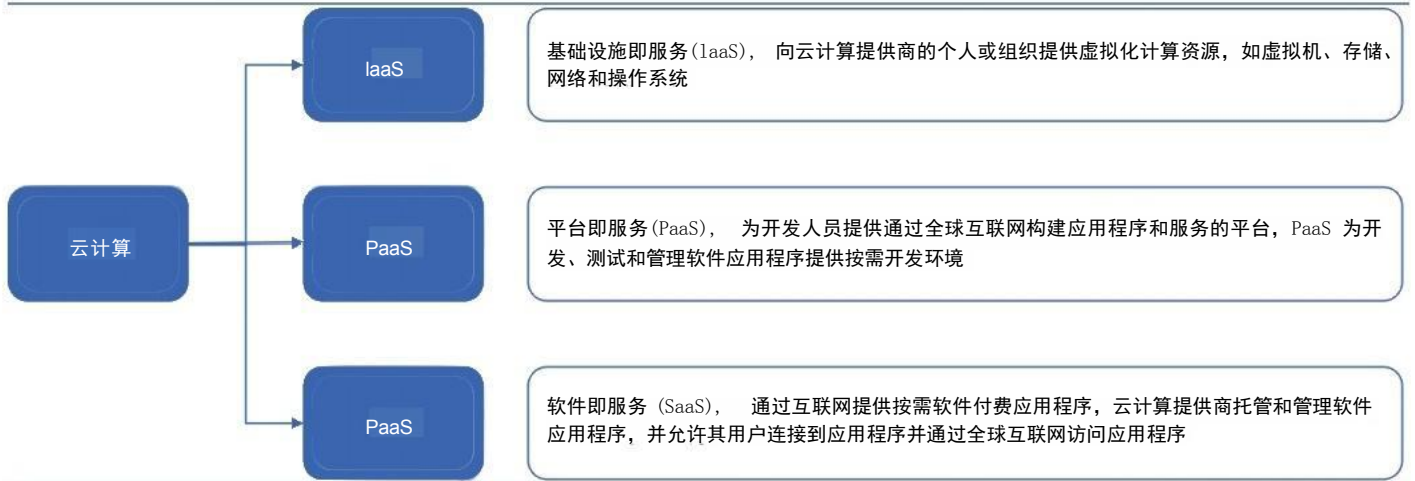 IaaS
基础设施即服务(1aaS), 向云计算提供商的个人或组织提供虚拟化计算资源，如虚拟机、存储、
网络和操作系统
云计算
PaaS
平台即服务(PaaS), 为开发人员提供通过全球互联网构建应用程序和服务的平台，PaaS 为开
发、测试和管理软件应用程序提供按需开发环境
PaaS
软件即服务 (SaaS), 通过互联网提供按需软件付费应用程序，云计算提供商托管和管理软件
应用程序，并允许其用户连接到应用程序并通过全球互联网访问应用程序